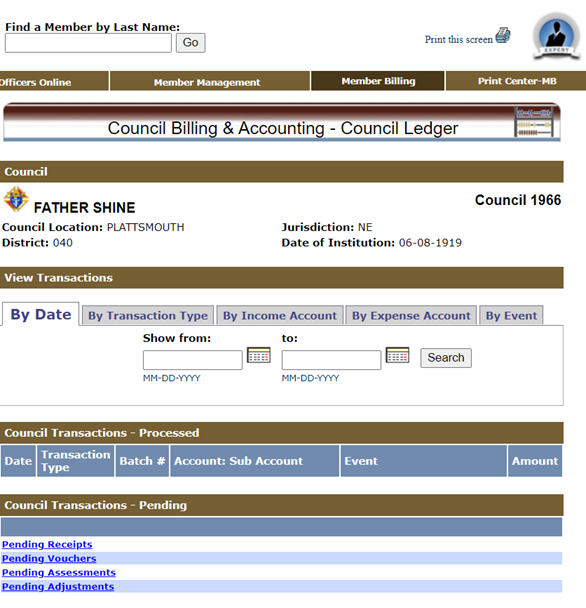 Find a Member by Last Name:
Go
Print this screen
EXPERT
Officers Online Member Management Member Billing Print Center-MB
Council Billing & Accounting - Council Ledger
Council
FATHER SHINE Council 1966
Council Location: PLATTSMOUTH Jurisdiction: NE
District: 040 Date of Institution: 06-08-1919
View Transactions
By Date By Transaction Type By Income Account By Expense Account By Event
Show from: to:
Search
MM-DD-YYYY MM-DD-YYYY
Council Transactions - Processed
Date Transaction Type Batch # Account: Sub Account Event Amount
Council Transactions - Pending
Pending Receipts
Pending Vouchers
Pending Assessments
Pending Adjustments